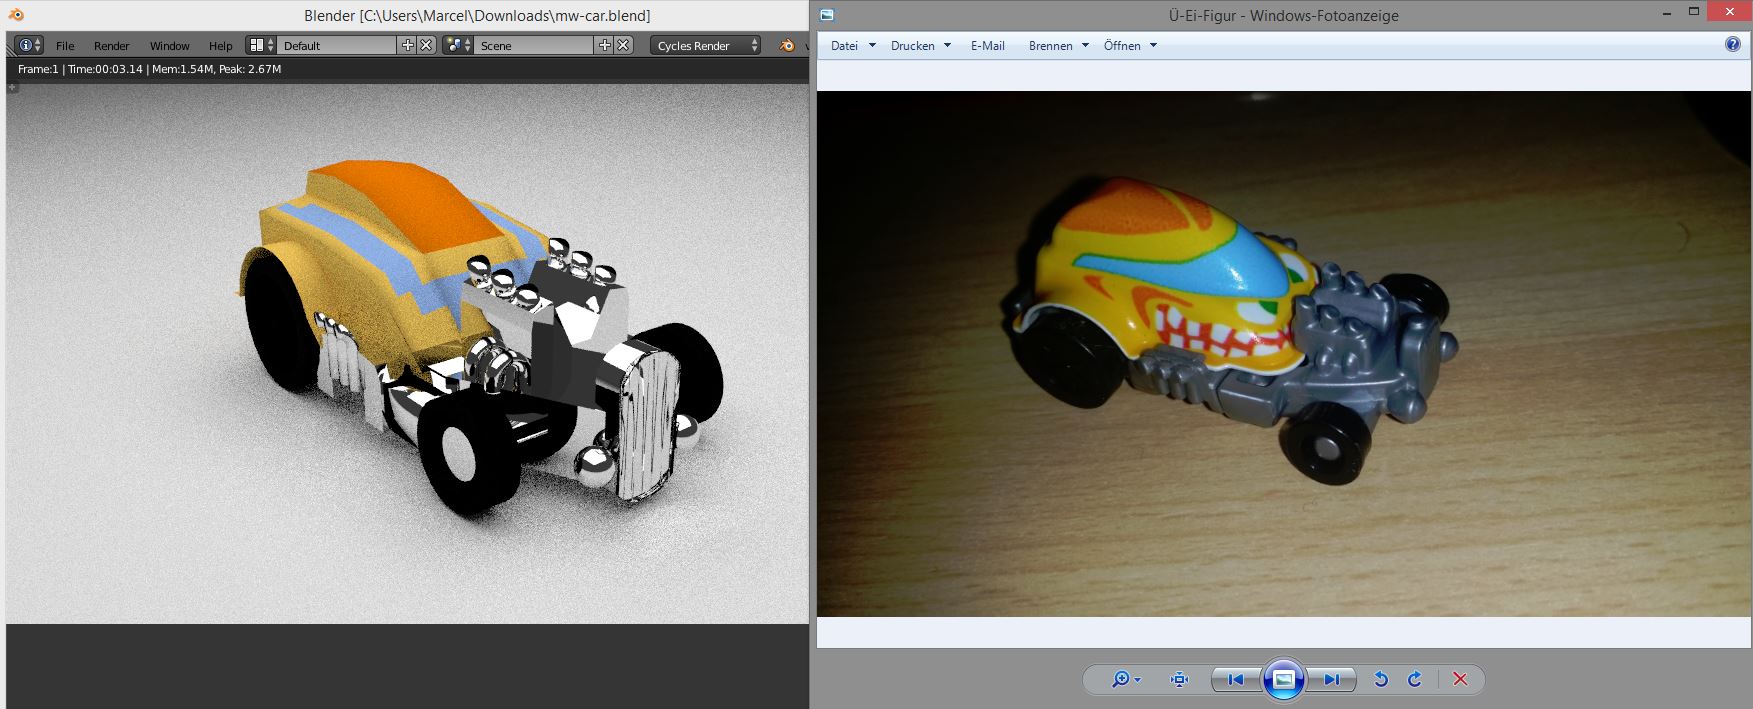 Blender [C:\Users\Marcel\Downloads\mw-car.blend]
File Render Window Help Default Scene Cycles Render
Frame:1 | Time:00:03.14 | Mem:1.54M, Peak: 2.67M
Ü-Ei-Figur - Windows-Fotoanzeige
Datei Drucken E-Mail Brennen Öffnen